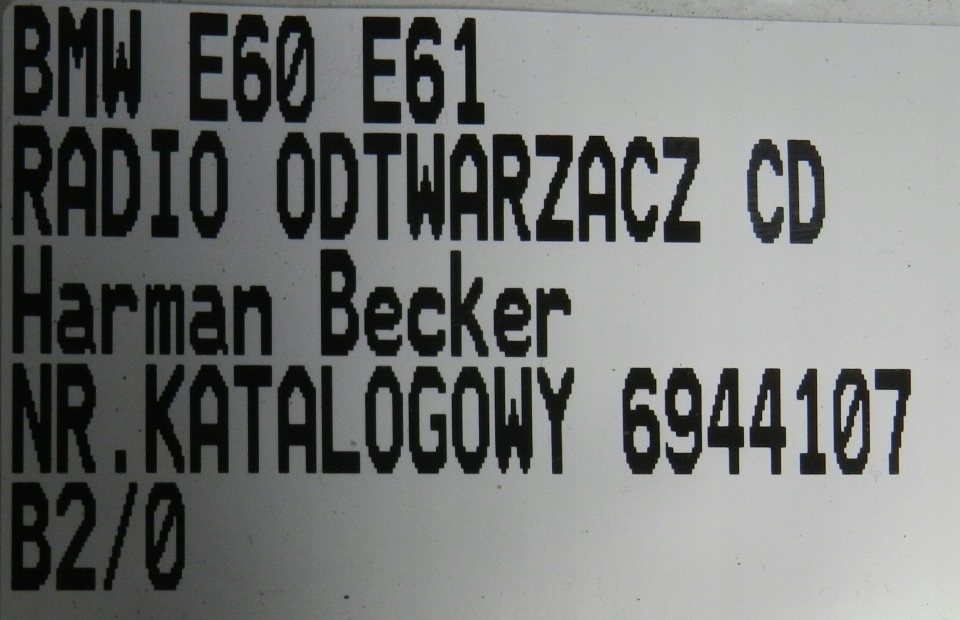 BMW E60 E61
RADIO ODTWARZACZ CD
Harman Becker
NR.KATALOGOWY 6944107
B2/0